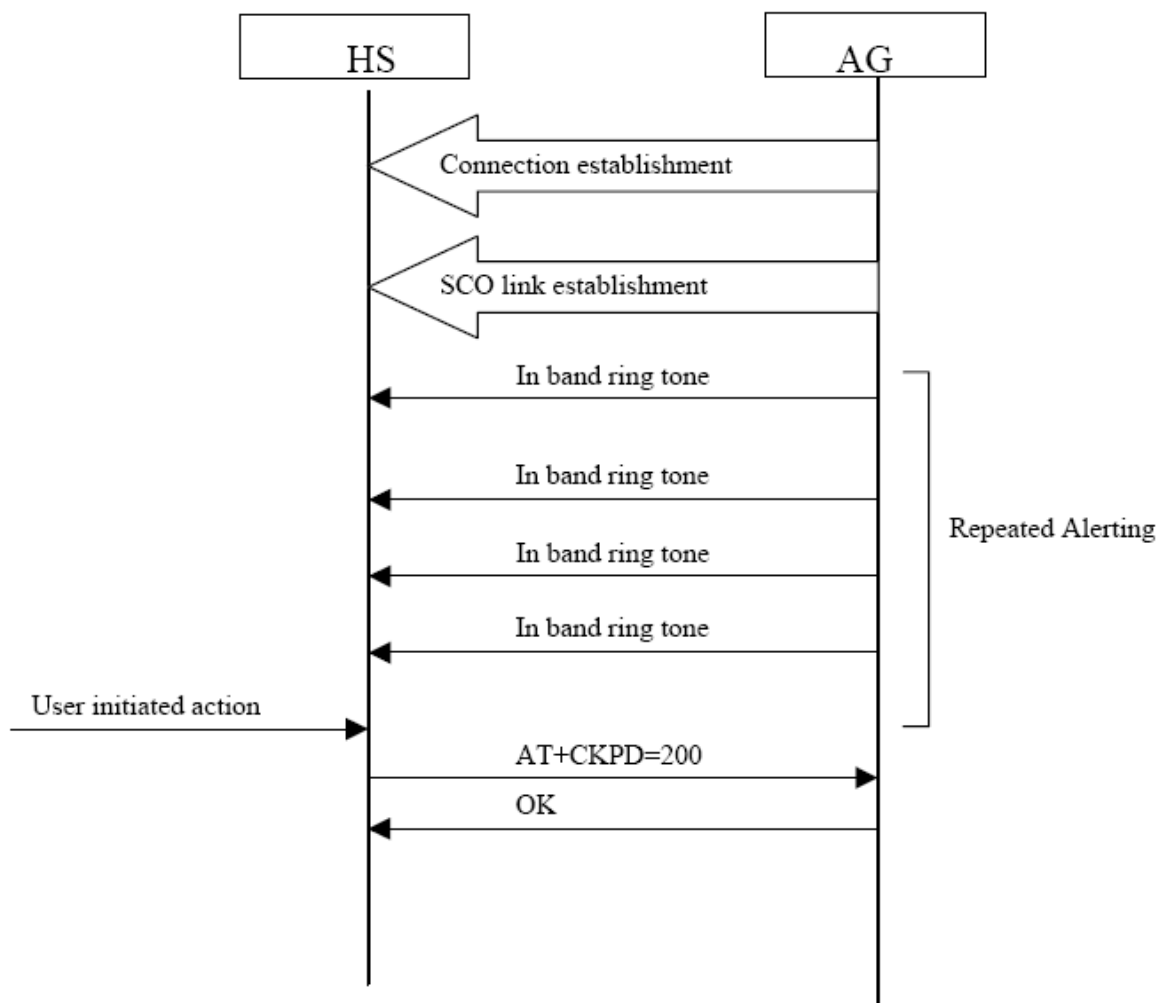 HS
AG
Connection establishment
SCO link establishment
In band ring tone
In band ring tone
Repeated Alerting
In band ring tone
In band ring tone
User initiated action
AT+CKPD=200
OK